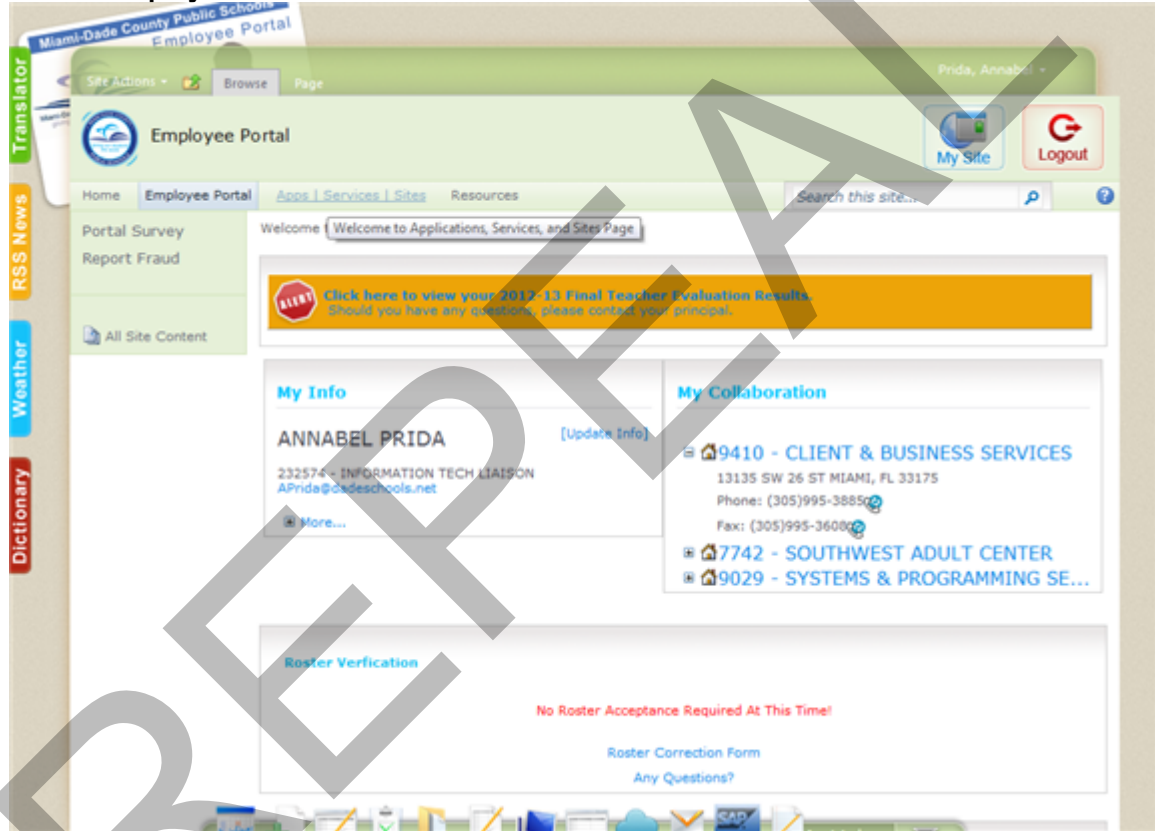 Miami-Dade County Public Schools
Employee Portal
Translator
RSS News
Weather
Dictionary
Site Actions
Browse
Page
Prida, Annabel
Employee Portal
My Site
Logout
Home
Employee Portal
Apps | Services | Sites
Resources
Search this site...
Portal Survey
Report Fraud
All Site Content
Welcome
Welcome to Applications, Services, and Sites Page
ALERT
Click here to view your 2012-13 Final Teacher Evaluation Results.
Should you have any questions, please contact your principal.
My Info
ANNABEL PRIDA
[Update Info]
232574 - INFORMATION TECH LIAISON
APrida@dadeschools.net
More...
My Collaboration
9410 - CLIENT & BUSINESS SERVICES
13135 SW 26 ST MIAMI, FL 33175
Phone: (305)995-3885
Fax: (305)995-3608
7742 - SOUTHWEST ADULT CENTER
9029 - SYSTEMS & PROGRAMMING SE...
Roster Verfication
No Roster Acceptance Required At This Time!
Roster Correction Form
Any Questions?
SAP
REPEAL